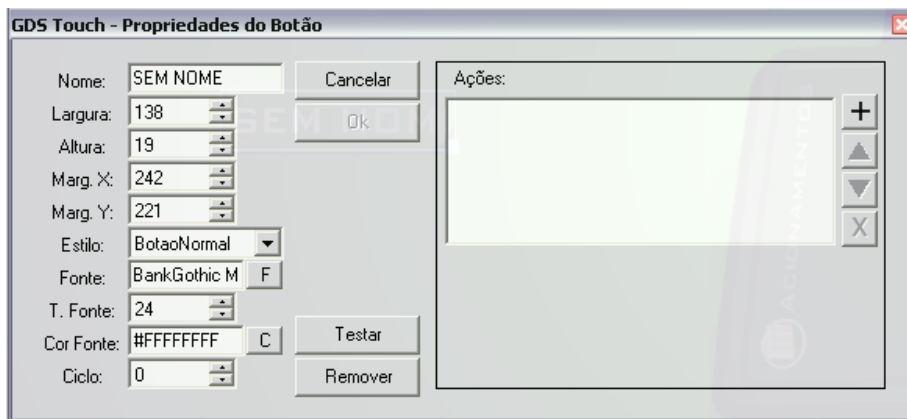 GDS Touch - Propriedades do Botão
Nome: SEM NOME
Cancelar
Largura: 138
Ok
Altura: 19
Marg. X: 242
Marg. Y: 221
Estilo: BotaoNormal
Fonte: BankGothic M F
T. Fonte: 24
Cor Fonte: #FFFFFFFF C
Testar
Ciclo: 0
Remover
Ações:
+
X
SEM NOM
ACIONAMENTOS